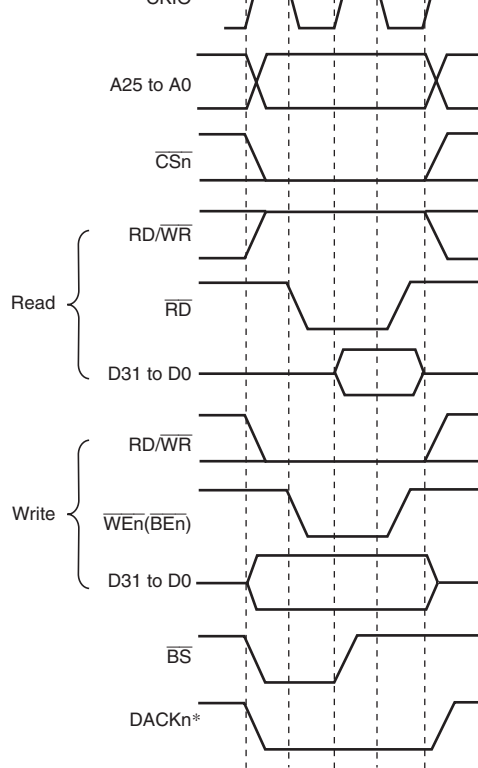 A25 to A0
CSn
RD/WR
Read
RD
D31 to D0
RD/WR
Write
WEn(BEn)
D31 to D0
BS
DACKn*